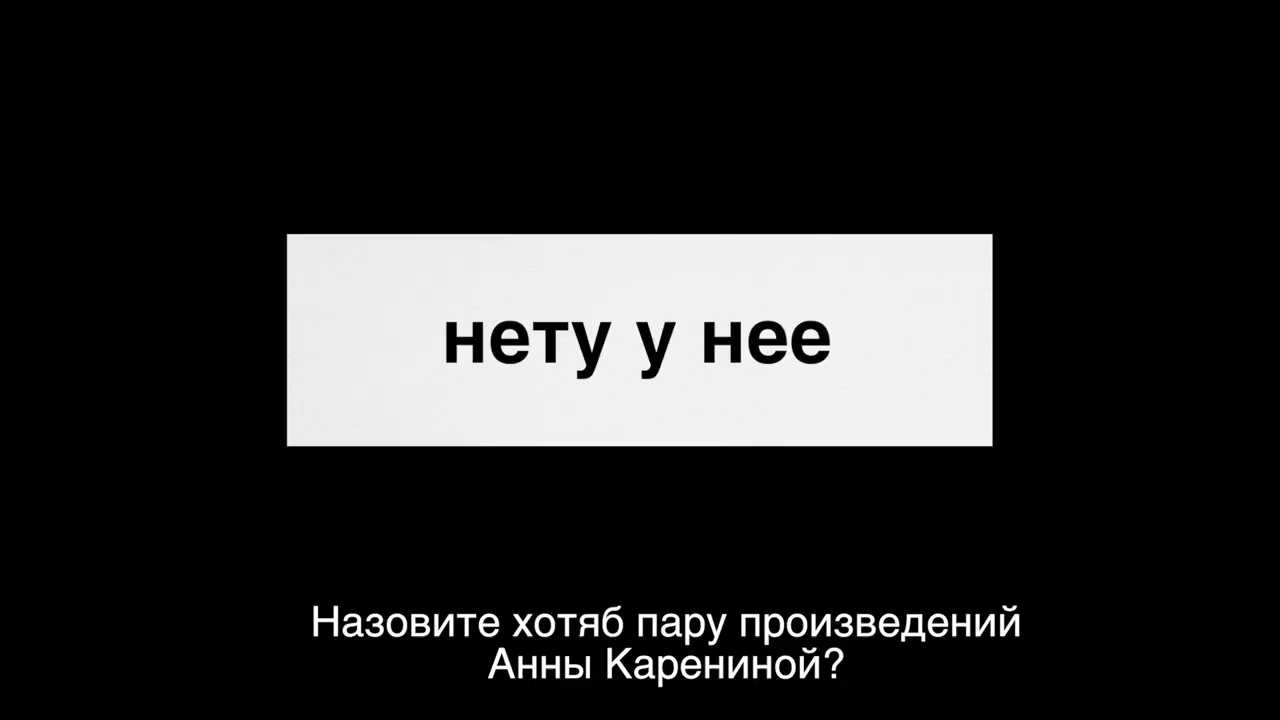 нету у нее
Назовите хотяб пару произведений
Анны Карениной?